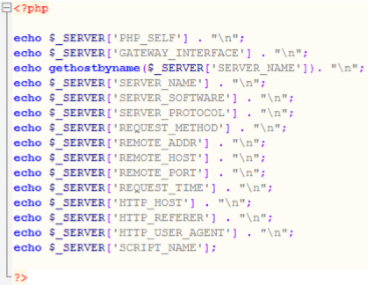 <?php
echo $_SERVER['PHP_SELF'] . "\n";
echo $_SERVER['GATEWAY_INTERFACE'] . "\n";
echo gethostbyname($_SERVER['SERVER_NAME']). "\n";
echo $_SERVER['SERVER_NAME'] . "\n";
echo $_SERVER['SERVER_SOFTWARE'] . "\n";
echo $_SERVER['SERVER_PROTOCOL'] . "\n";
echo $_SERVER['REQUEST_METHOD'] . "\n";
echo $_SERVER['REMOTE_ADDR'] . "\n";
echo $_SERVER['REMOTE_HOST'] . "\n";
echo $_SERVER['REMOTE_PORT'] . "\n";
echo $_SERVER['REQUEST_TIME'] . "\n";
echo $_SERVER['HTTP_HOST'] . "\n";
echo $_SERVER['HTTP_REFERER'] . "\n";
echo $_SERVER['HTTP_USER_AGENT'] . "\n";
echo $_SERVER['SCRIPT_NAME'];
?>